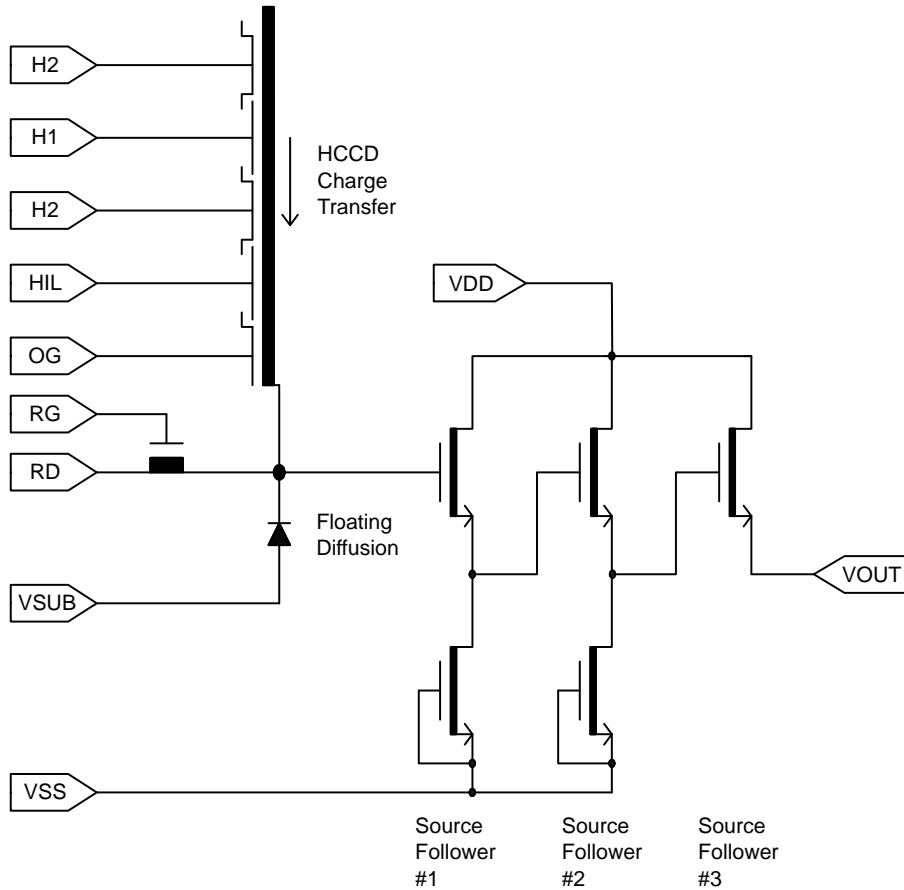 H2
H1
HCCD
Charge
Transfer
H2
HIL
VDD
OG
RG
RD
Floating
Diffusion
VSUB
VOUT
VSS
Source
Follower
#1
Source
Follower
#2
Source
Follower
#3